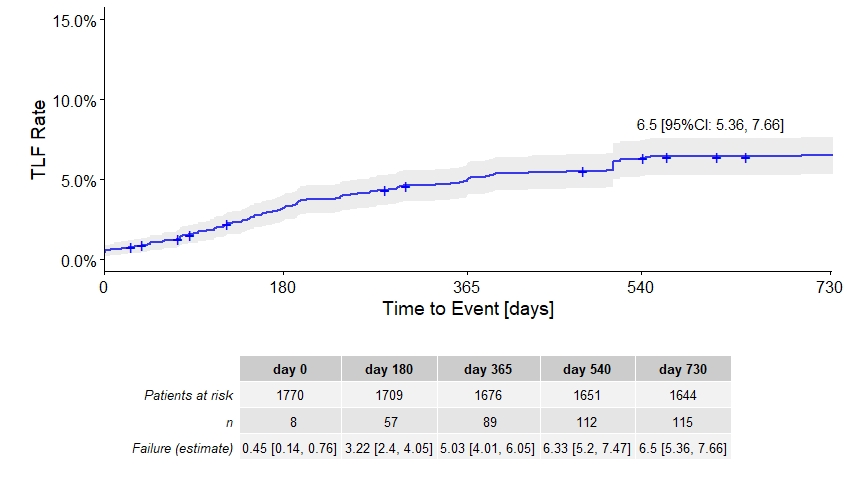 15.0%
10.0%
5.0%
0.0%
TLF Rate
6.5 [95%CI: 5.36, 7.66]
0 180 365 540 730
Time to Event [days]
day 0 day 180 day 365 day 540 day 730
Patients at risk 1770 1709 1676 1651 1644
n 8 57 89 112 115
Failure (estimate) 0.45 [0.14, 0.76] 3.22 [2.4, 4.05] 5.03 [4.01, 6.05] 6.33 [5.2, 7.47] 6.5 [5.36, 7.66]